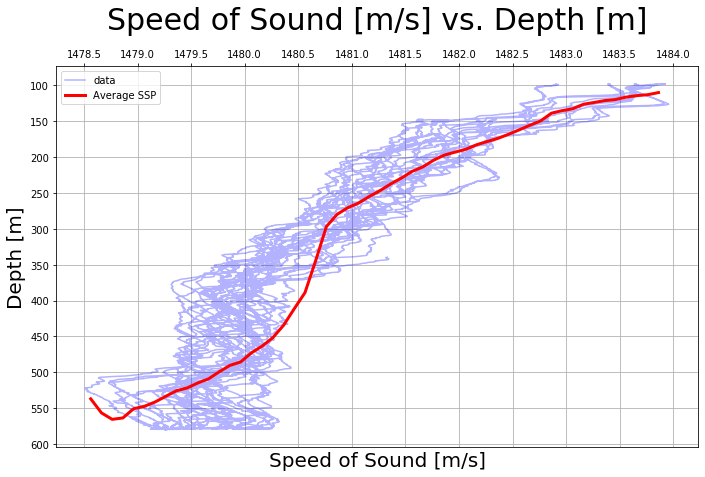 Speed of Sound [m/s] vs. Depth [m]
1478.5 1479.0 1479.5 1480.0 1480.5 1481.0 1481.5 1482.0 1482.5 1483.0 1483.5 1484.0
data
Average SSP
100
150
200
250
300
350
400
450
500
550
600
Depth [m]
Speed of Sound [m/s]